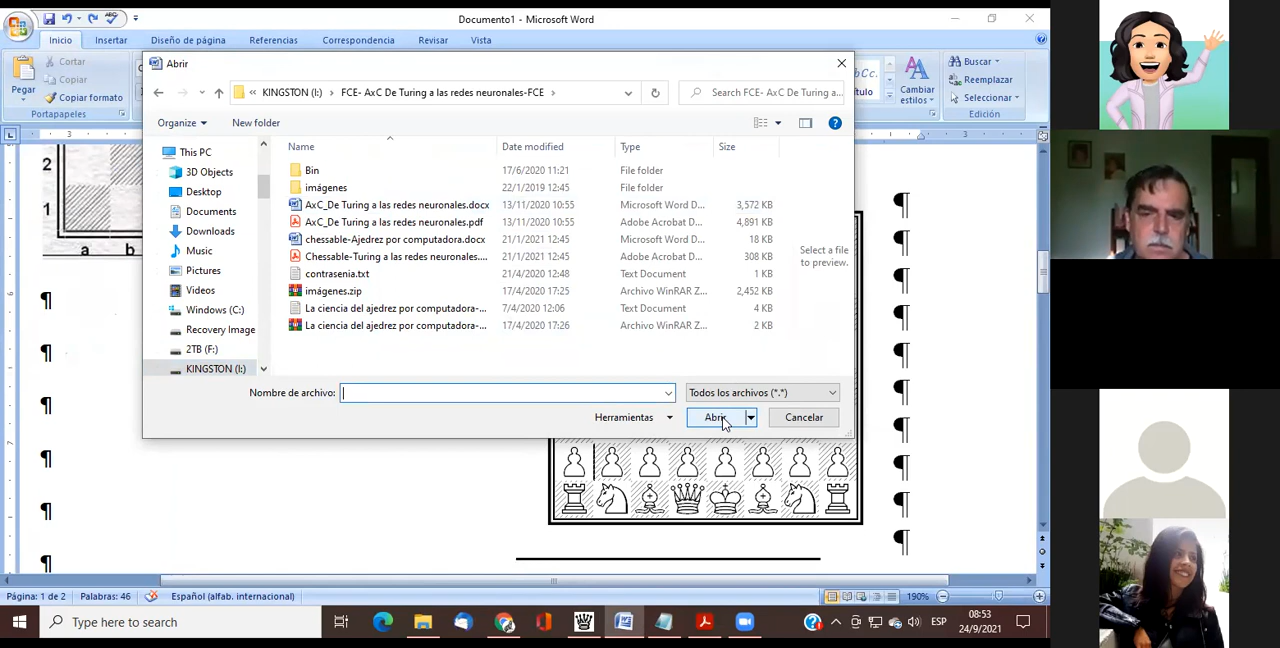 Documento1 - Microsoft Word
Inicio Insertar Diseño de página Referencias Correspondencia Revisar Vista
Pegar
Cortar
Copiar
Copiar formato
Portapapeles
Cambiar estilos
Buscar
Reemplazar
Seleccionar
Edición
Abrir
« KINGSTON (I:) › FCE- AxC De Turing a las redes neuronales-FCE ›
Search FCE- AxC De Turing a...
Organize New folder
Name Date modified Type Size
Bin 17/6/2020 11:21 File folder
imágenes 22/1/2019 12:45 File folder
AxC_De Turing a las redes neuronales.docx 13/11/2020 10:55 Microsoft Word D... 3,572 KB
AxC_De Turing a las redes neuronales.pdf 13/11/2020 10:55 Adobe Acrobat D... 4,891 KB
chessable-Ajedrez por computadora.docx 21/1/2021 12:45 Microsoft Word D... 18 KB
Chessable-Turing a las redes neuronales.... 21/1/2021 12:45 Adobe Acrobat D... 308 KB
contrasenia.txt 21/4/2020 12:48 Text Document 1 KB
imágenes.zip 17/4/2020 17:25 Archivo WinRAR Z... 2,452 KB
La ciencia del ajedrez por computadora-... 7/4/2020 12:06 Text Document 4 KB
La ciencia del ajedrez por computadora-... 17/4/2020 17:26 Archivo WinRAR Z... 2 KB
This PC
3D Objects
Desktop
Documents
Downloads
Music
Pictures
Videos
Windows (C:)
Recovery Image
2TB (F:)
KINGSTON (I:)
Select a file to preview.
Nombre de archivo:
Todos los archivos (*.*)
Herramientas Abrir Cancelar
2
1
a b
Página: 1 de 2 Palabras: 46 Español (alfab. internacional) 190%
Type here to search
ESP
08:53
24/9/2021